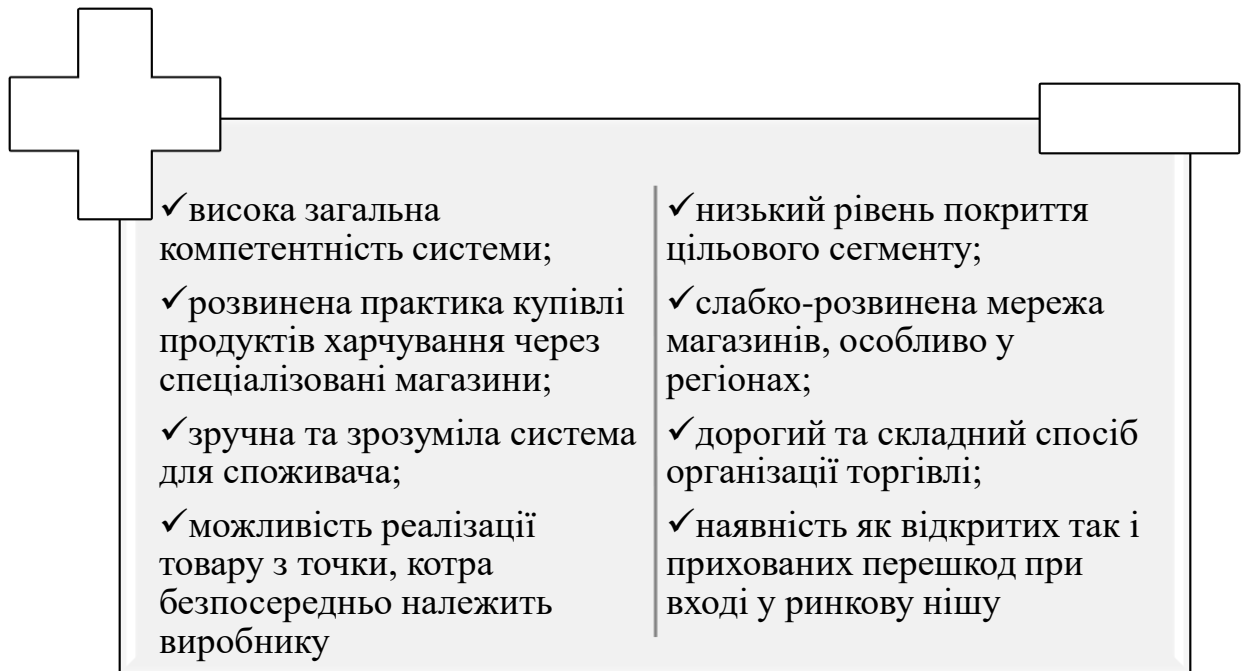 ✓висока загальна
компетентність системи;
✓розвинена практика купівлі
продуктів харчування через
спеціалізовані магазини;
✓зручна та зрозуміла система
для споживача;
✓можливість реалізації
товару з точки, котра
безпосередньо належить
виробнику
✓низький рівень покриття
цільового сегменту;
✓слабко-розвинена мережа
магазинів, особливо у
регіонах;
✓дорогий та складний спосіб
організації торгівлі;
✓наявність як відкритих так і
прихованих перешкод при
вході у ринкову нішу